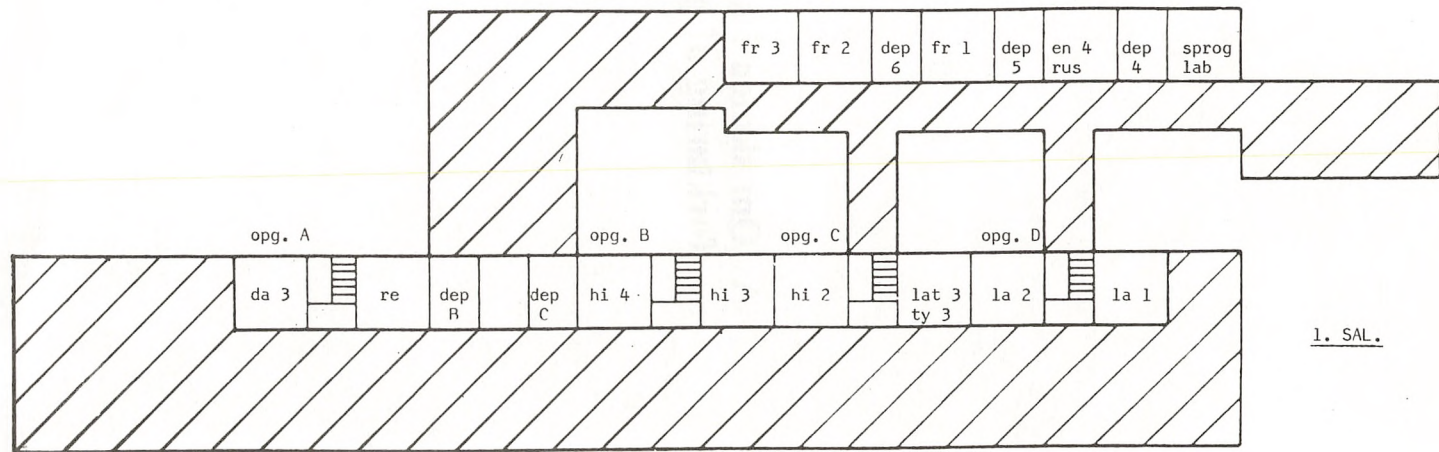 fr 3 fr 2 dep fr 1 dep en 4 dep sprog
6 5 rus 4 lab
opg. A opg. B opg. C opg. D
da 3 re dep dep hi 4 hi 3 hi 2 lat 3 la 2 la 1
B C ty 3
1. SAL.